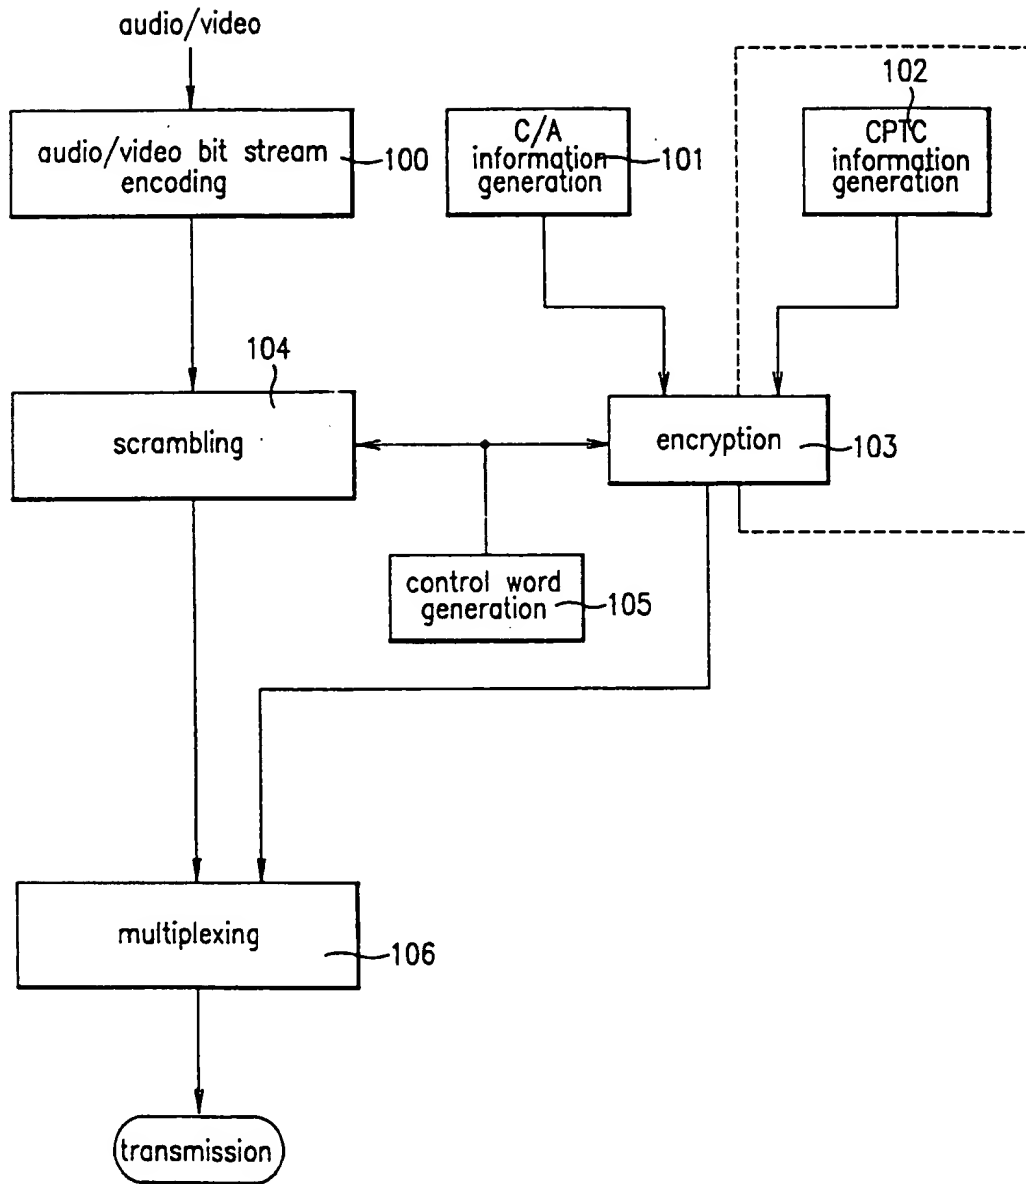 audio/video
audio/video bit stream
encoding
100
C/A
information
generation
101
102
CPTC
information
generation
104
scrambling
encryption
103
control word
generation
105
multiplexing
106
transmission